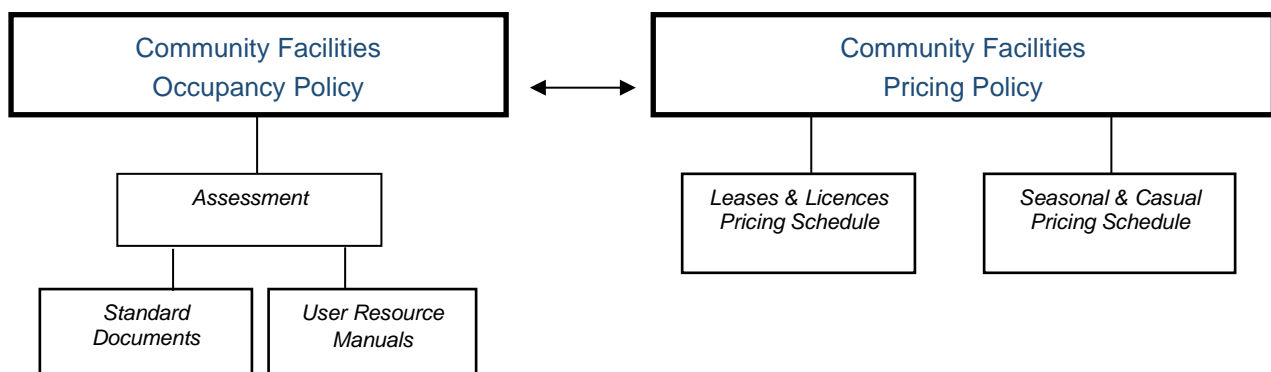 Community Facilities
Occupancy Policy
Community Facilities
Pricing Policy
Assessment
Leases & Licences
Pricing Schedule
Seasonal & Casual
Pricing Schedule
Standard
Documents
User Resource
Manuals